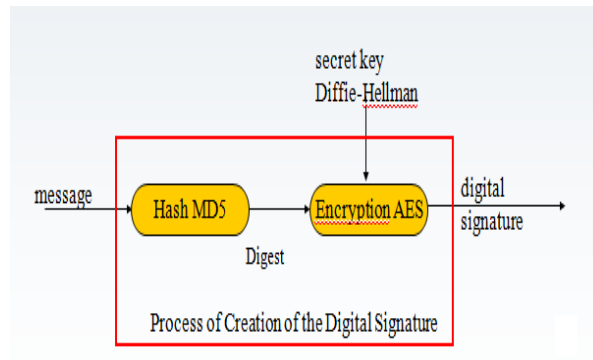 secret key
Diffie-Hellman
message
Hash MD5
Encryption AES
digital
signature
Digest
Process of Creation of the Digital Signature